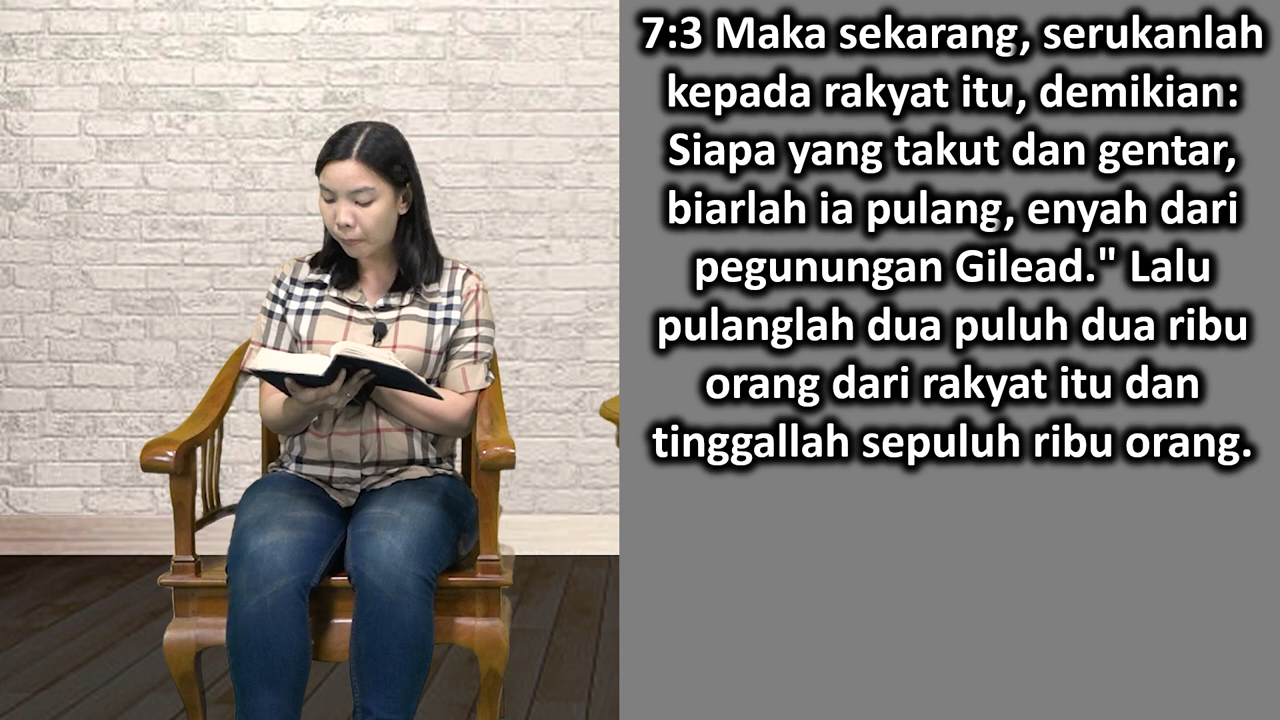 7:3 Maka sekarang, serukanlah
kepada rakyat itu, demikian:
Siapa yang takut dan gentar,
biarlah ia pulang, enyah dari
pegunungan Gilead." Lalu
pulanglah dua puluh dua ribu
orang dari rakyat itu dan
tinggallah sepuluh ribu orang.